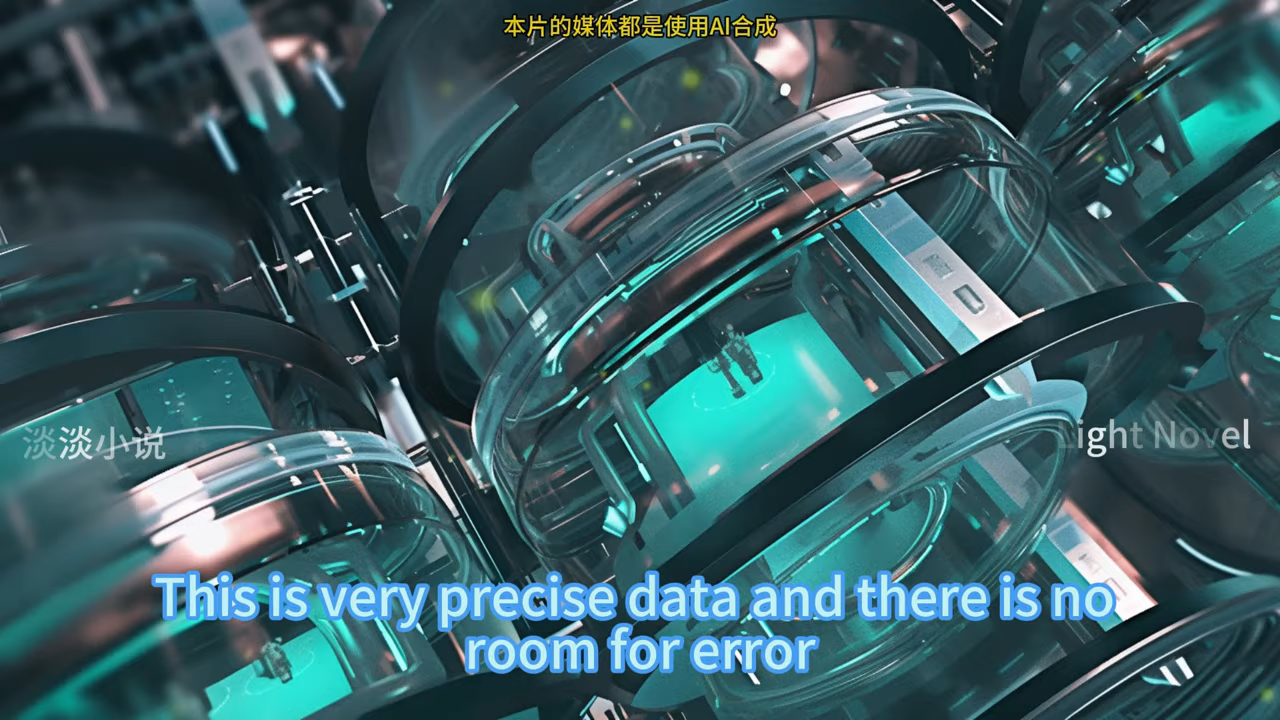 本片的媒体都是使用AI合成
淡淡小说
Light Novel
This is very precise data and there is no
room for error